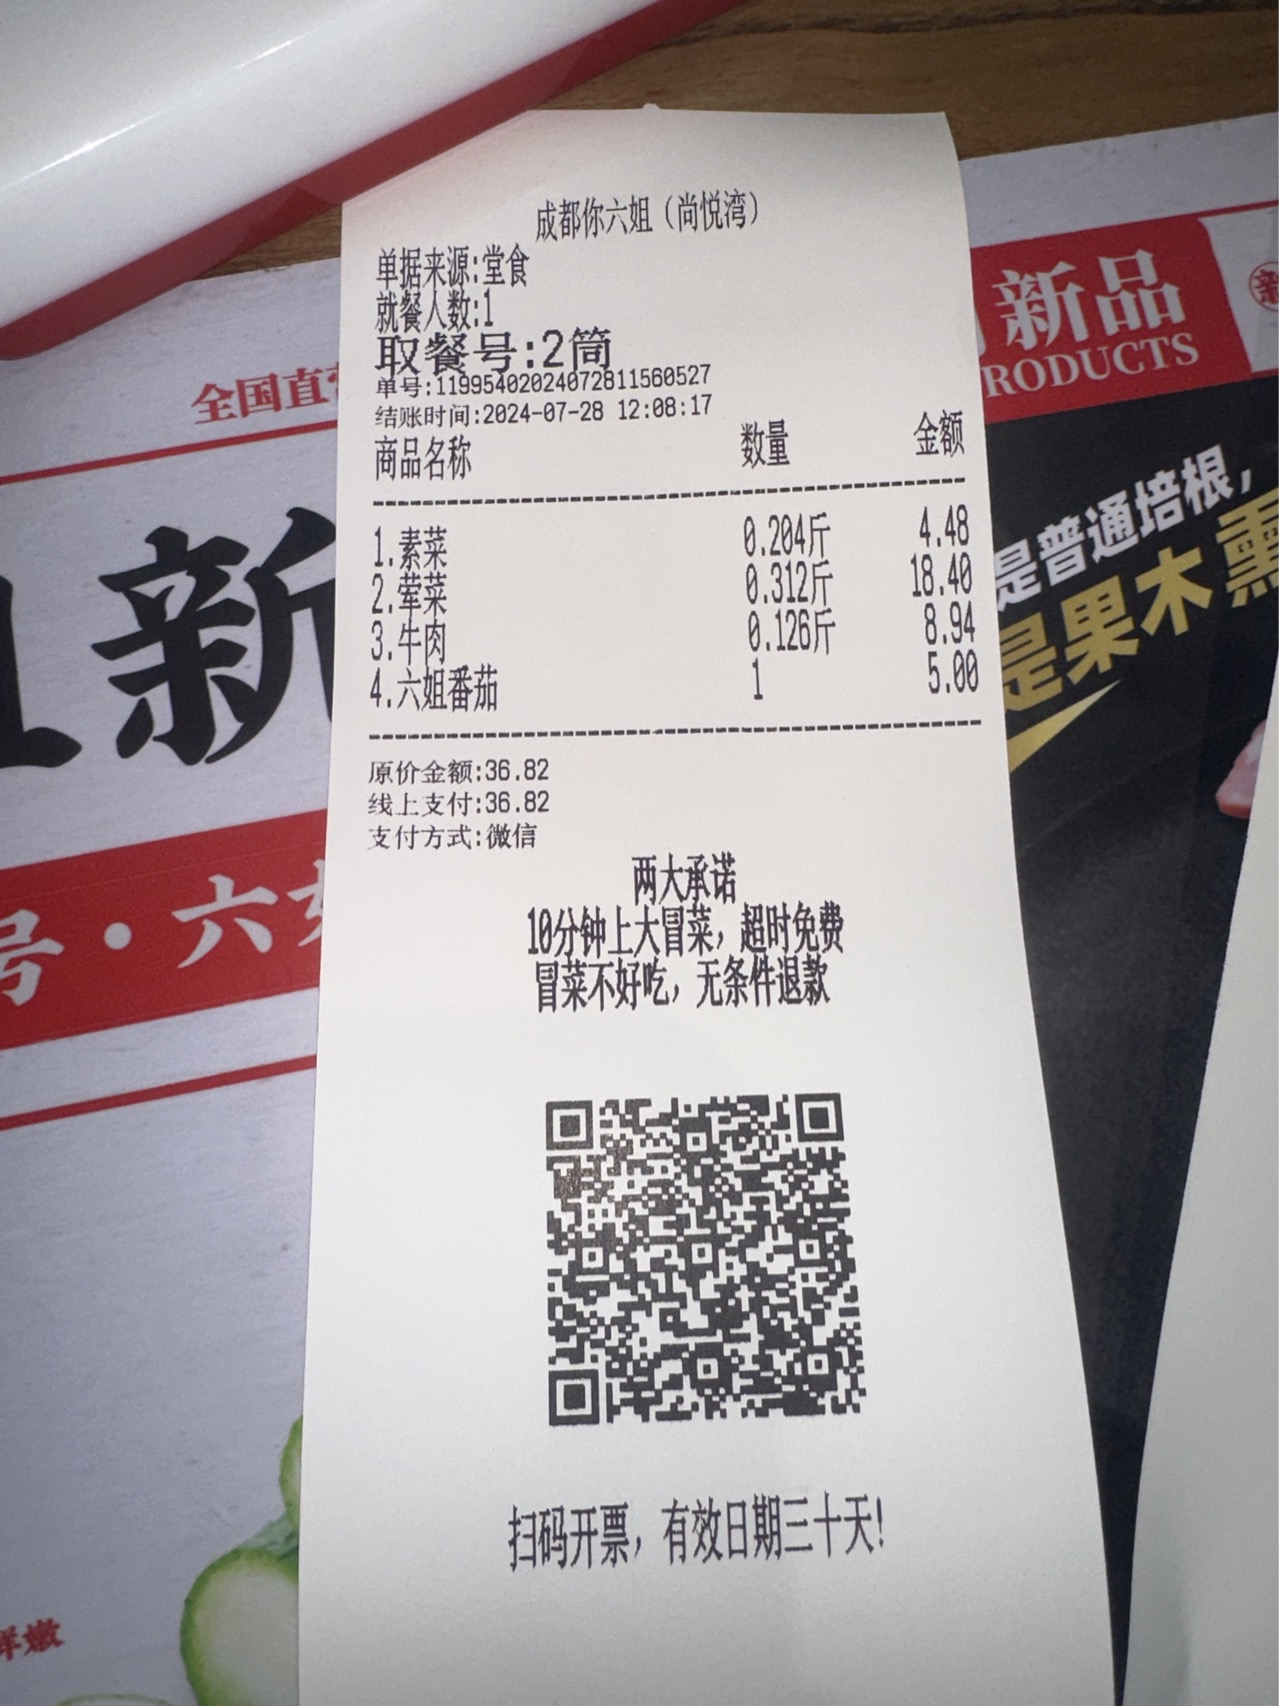 成都你六姐（尚悦湾）
单据来源:堂食
就餐人数:1
取餐号:2筒
单号:11995402024072811560527
结账时间:2024-07-28 12:08:17
商品名称 数量 金额
1.素菜 0.204斤 4.48
2.荤菜 0.312斤 18.40
3.牛肉 0.126斤 8.94
4.六姐番茄 1 5.00
原价金额:36.82
线上支付:36.82
支付方式:微信
两大承诺
10分钟上大冒菜，超时免费
冒菜不好吃，无条件退款
扫码开票，有效日期三十天!
全国直
新
号·六
新品
RODUCTS
是普通培根，
是果木熏
鲜嫩